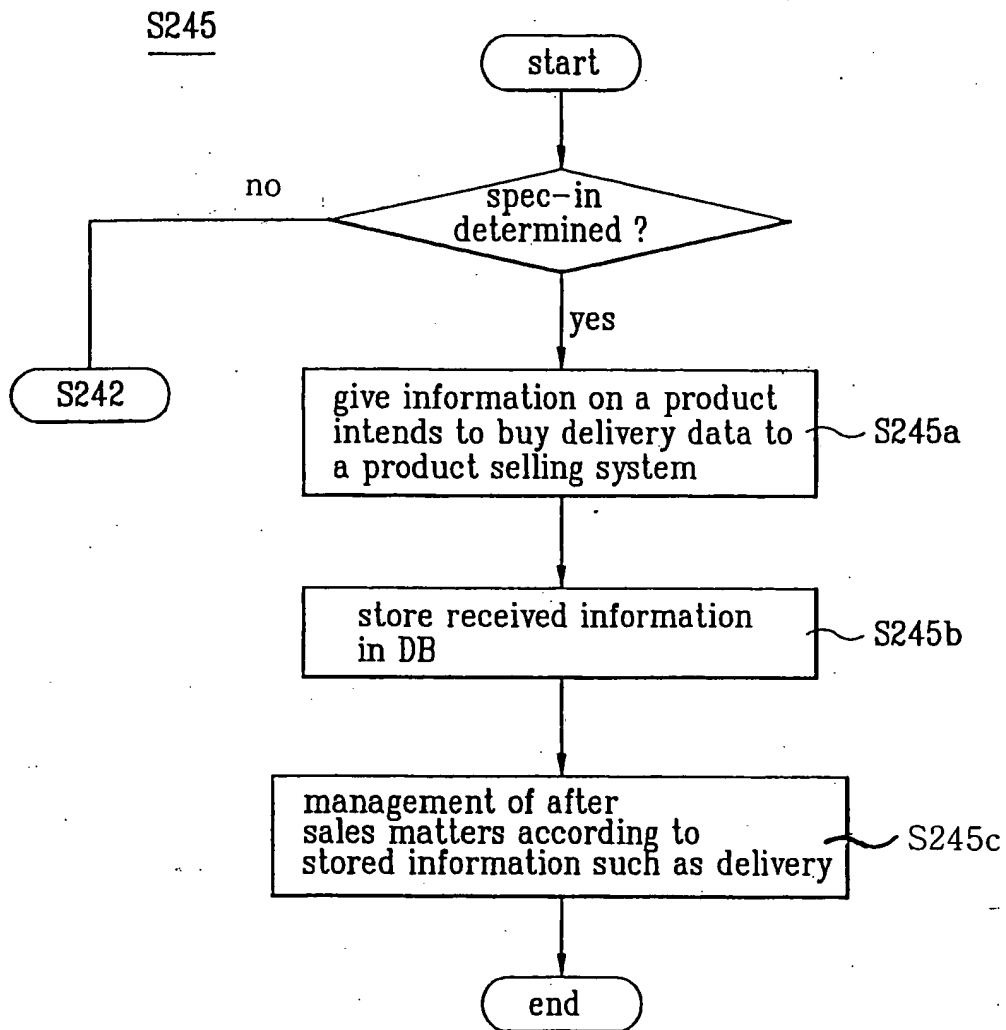 S245
start
no
spec-in
determined ?
yes
S242
give information on a product
intends to buy delivery data to
a product selling system
S245a
store received information
in DB
S245b
management of after
sales matters according to
stored information such as delivery
S245c
end